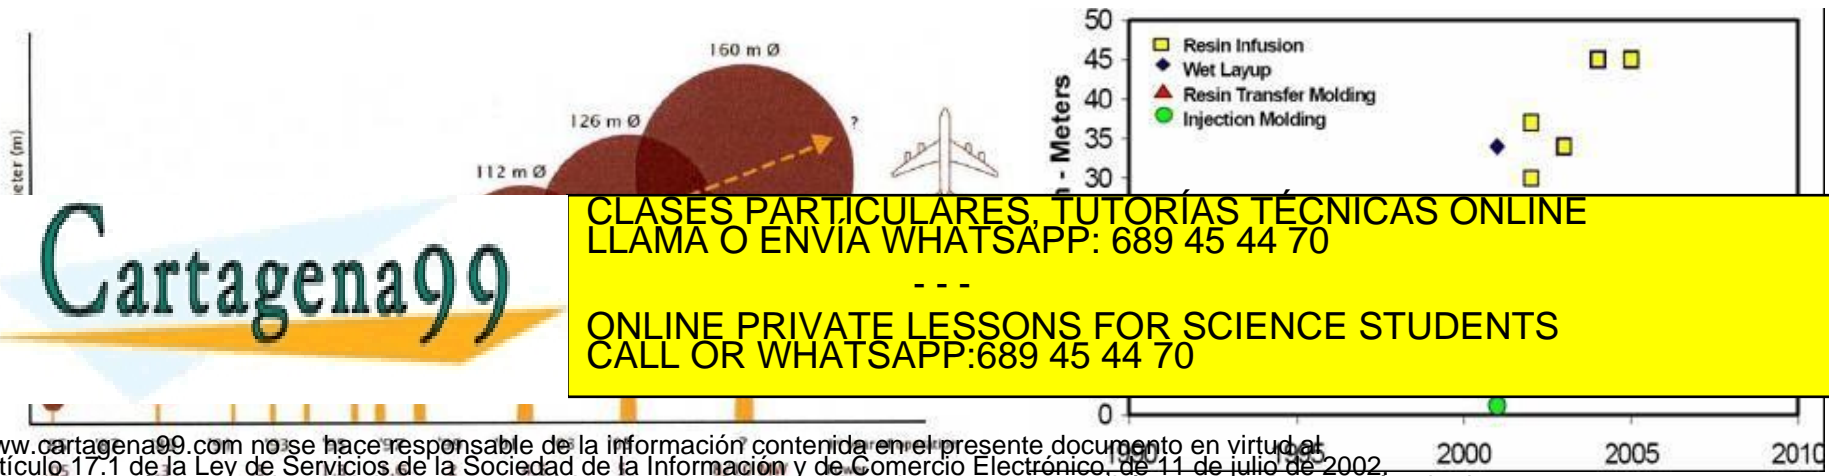 160 m Ø
126 m Ø
?
112 m Ø
50
45
40
35
30
0
Resin Infusion
Wet Layup
Resin Transfer Molding
Injection Molding
- Meters
Cartagena99
CLASES PARTICULARES, TUTORÍAS TÉCNICAS ONLINE
LLAMA O ENVÍA WHATSAPP: 689 45 44 70
- - -
ONLINE PRIVATE LESSONS FOR SCIENCE STUDENTS
CALL OR WHATSAPP:689 45 44 70
1990 1995 2000 2005 2010
www.cartagena99.com no se hace responsable de la información contenida en el presente documento en virtud al
artículo 17.1 de la Ley de Servicios de la Sociedad de la Información y de Comercio Electrónico, de 11 de julio de 2002.